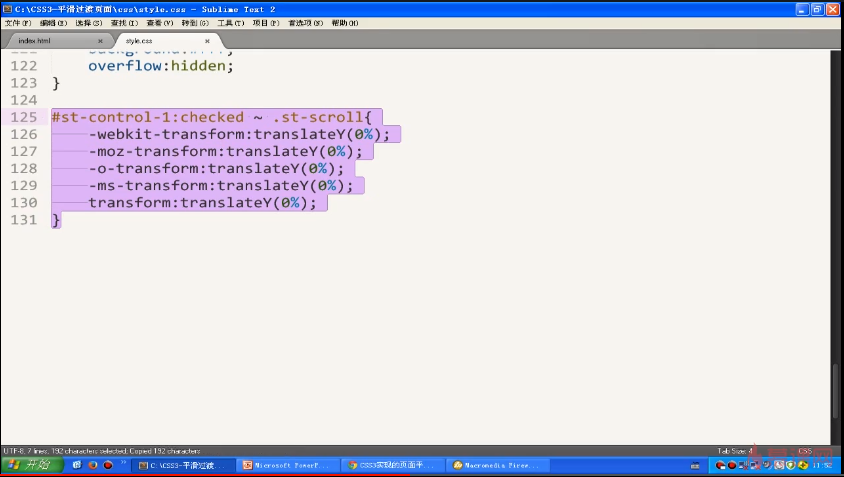 C:\CSS3-平滑过渡页面\css\style.css - Sublime Text 2
文件(F) 编辑(E) 选择(S) 查找(I) 查看(V) 转到(G) 工具(T) 项目(P) 首选项(N) 帮助(H)
index.html × style.css ×
122 overflow:hidden;
123 }
124
125 #st-control-1:checked ~ .st-scroll{
126 -webkit-transform:translateY(0%);
127 -moz-transform:translateY(0%);
128 -o-transform:translateY(0%);
129 -ms-transform:translateY(0%);
130 transform:translateY(0%);
131 }
UTF-8, 7 lines, 192 characters selected, Copied 192 characters Tab Size: 4 CSS
开始 C:\CSS3-平滑过渡... Microsoft PowerP... CSS3实现的页面平... Macromedia Firew... 11:52